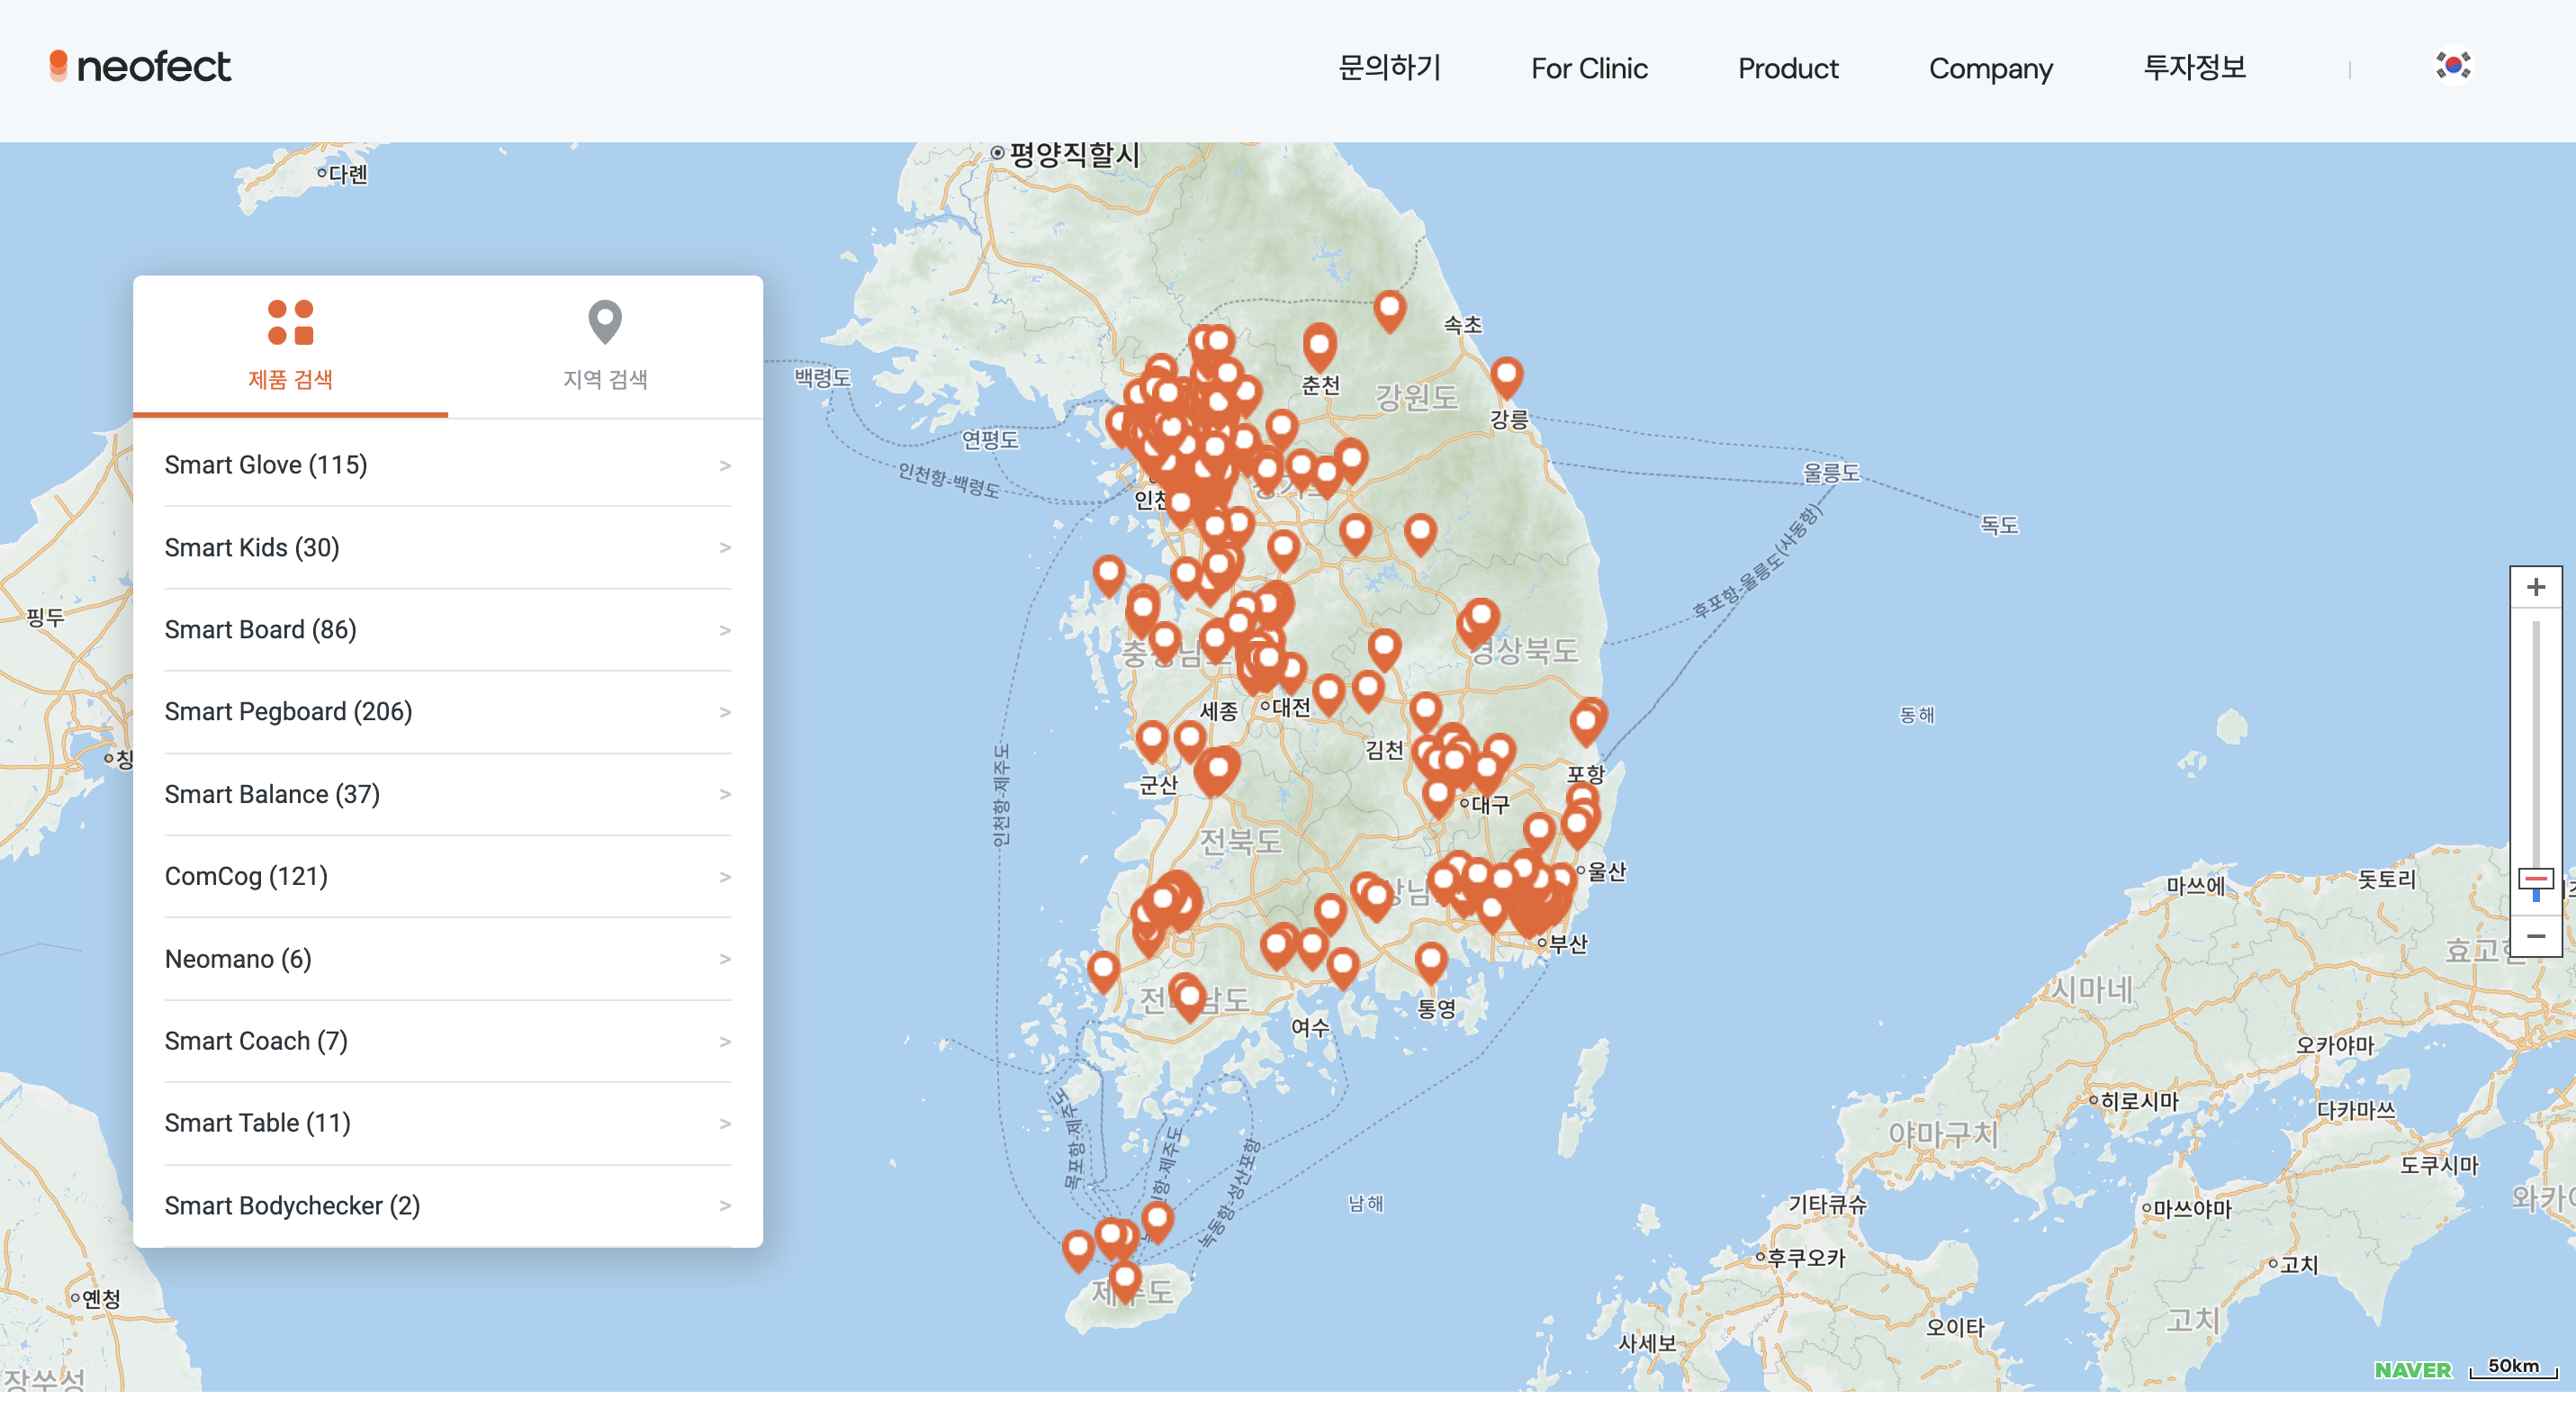 neofect
문의하기 For Clinic Product Company 투자정보
제품 검색
지역 검색
Smart Glove (115) >
Smart Kids (30) >
Smart Board (86) >
Smart Pegboard (206) >
Smart Balance (37) >
ComCog (121) >
Neomano (6) >
Smart Coach (7) >
Smart Table (11) >
Smart Bodychecker (2) >
평양직할시
다롄
속초
백령도
춘천
강원도
강릉
연평도
인천항-백령도
울릉도
독도
후포항-울릉도(사동항)
핑두
경상북도
세종
대전
동해
김천
군산
포항
대구
인천항-제주도
전북도
울산
마쓰에
돗토리
부산
시마네
통영
여수
오카야마
히로시마
다카마쓰
야마구치
도쿠시마
녹동항-성산포항
남해
기타큐슈
마쓰야마
후쿠오카
고치
제주도
옌청
고치
오이타
사세보
장쑤성
NAVER
50km